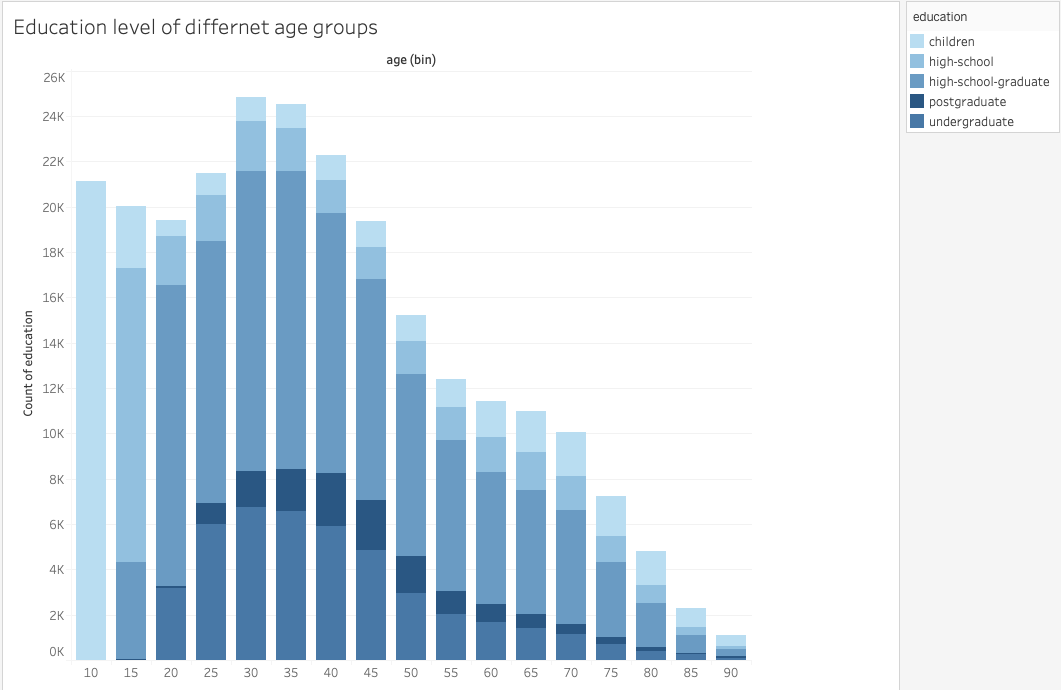 Education level of differnet age groups
education
children
high-school
high-school-graduate
postgraduate
undergraduate
age (bin)
26K
24K
22K
20K
18K
16K
14K
12K
10K
8K
6K
4K
2K
0K
Count of education
10 15 20 25 30 35 40 45 50 55 60 65 70 75 80 85 90